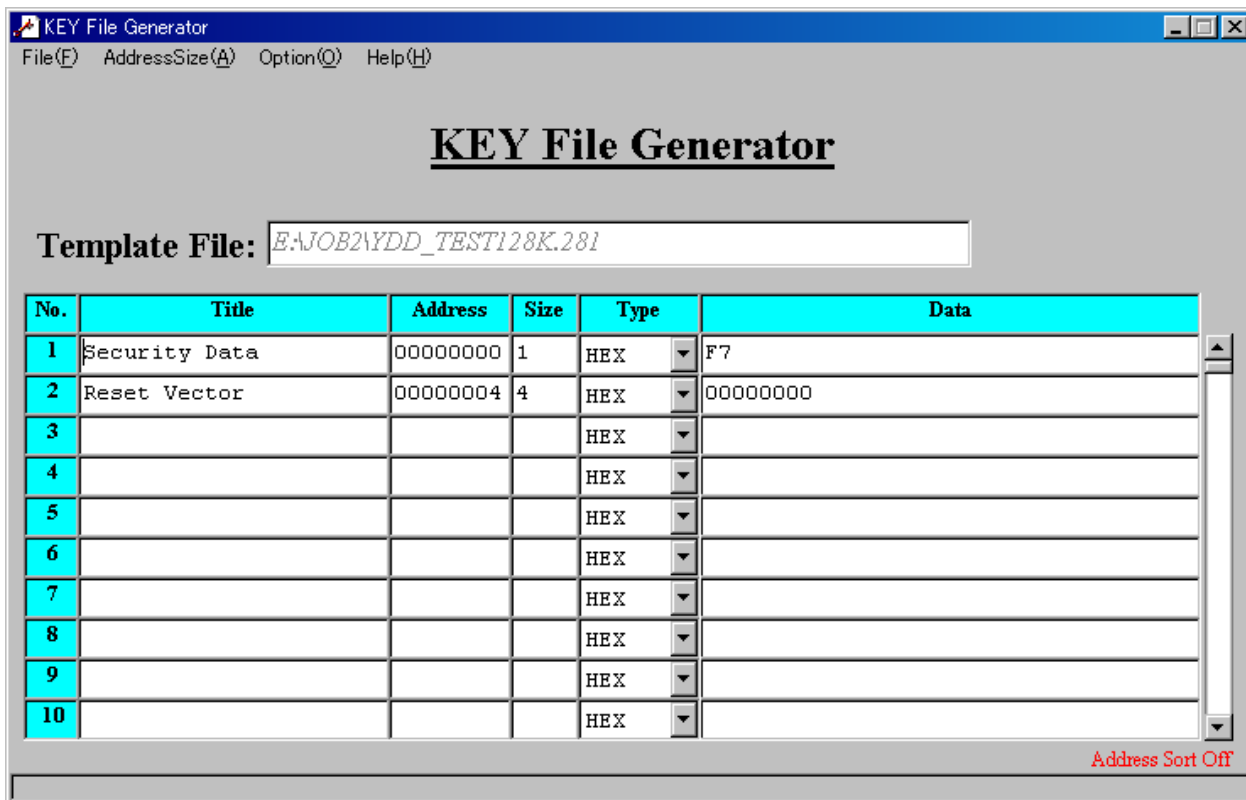 KEY File Generator
File(F) AddressSize(A) Option(O) Help(H)
KEY File Generator
Template File: E:\JOB2\YDD_TEST128K.281
No. Title Address Size Type Data
1 Security Data 00000000 1 HEX F7
2 Reset Vector 00000004 4 HEX 00000000
3 HEX
4 HEX
5 HEX
6 HEX
7 HEX
8 HEX
9 HEX
10 HEX
Address Sort Off